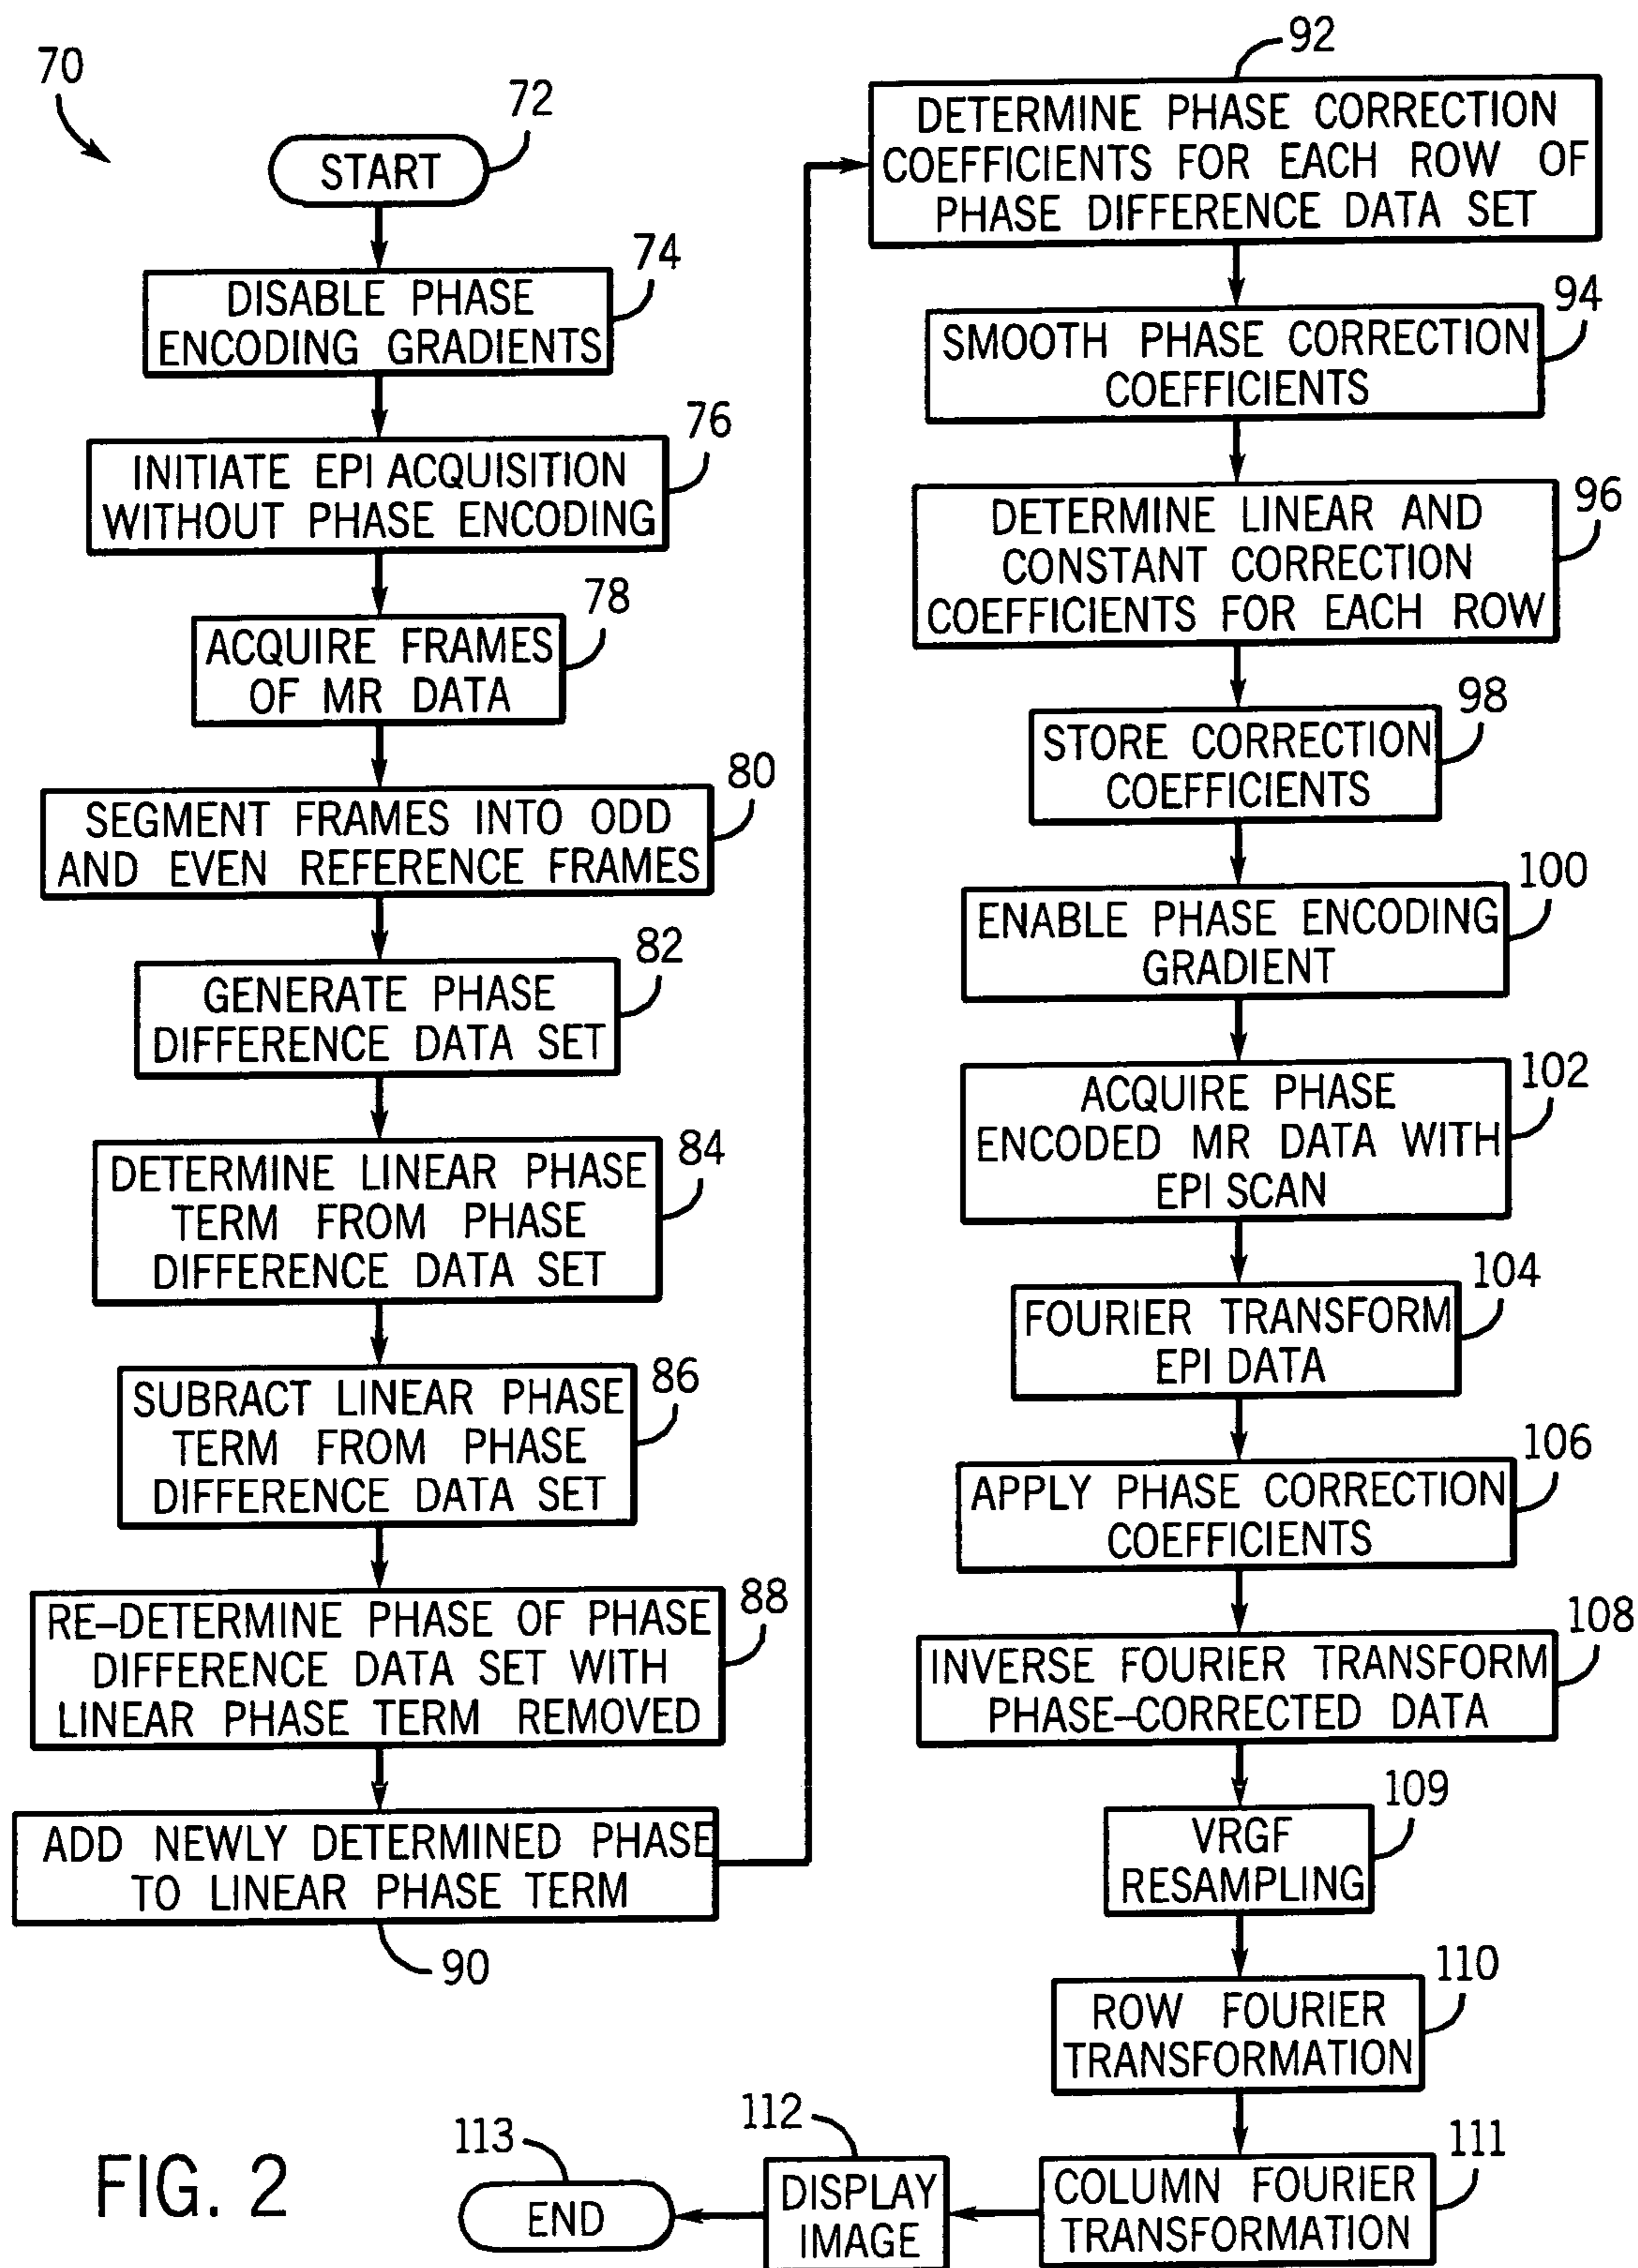 70
72
START
74
DISABLE PHASE
ENCODING GRADIENTS
76
INITIATE EPI ACQUISITION
WITHOUT PHASE ENCODING
78
ACQUIRE FRAMES
OF MR DATA
80
SEGMENT FRAMES INTO ODD
AND EVEN REFERENCE FRAMES
82
GENERATE PHASE
DIFFERENCE DATA SET
84
DETERMINE LINEAR PHASE
TERM FROM PHASE
DIFFERENCE DATA SET
86
SUBRACT LINEAR PHASE
TERM FROM PHASE
DIFFERENCE DATA SET
88
RE-DETERMINE PHASE OF PHASE
DIFFERENCE DATA SET WITH
LINEAR PHASE TERM REMOVED
ADD NEWLY DETERMINED PHASE
TO LINEAR PHASE TERM
90
92
DETERMINE PHASE CORRECTION
COEFFICIENTS FOR EACH ROW OF
PHASE DIFFERENCE DATA SET
94
SMOOTH PHASE CORRECTION
COEFFICIENTS
96
DETERMINE LINEAR AND
CONSTANT CORRECTION
COEFFICIENTS FOR EACH ROW
98
STORE CORRECTION
COEFFICIENTS
100
ENABLE PHASE ENCODING
GRADIENT
102
ACQUIRE PHASE
ENCODED MR DATA WITH
EPI SCAN
104
FOURIER TRANSFORM
EPI DATA
106
APPLY PHASE CORRECTION
COEFFICIENTS
108
INVERSE FOURIER TRANSFORM
PHASE-CORRECTED DATA
109
VRGF
RESAMPLING
110
ROW FOURIER
TRANSFORMATION
111
COLUMN FOURIER
TRANSFORMATION
112
DISPLAY
IMAGE
113
END
FIG. 2